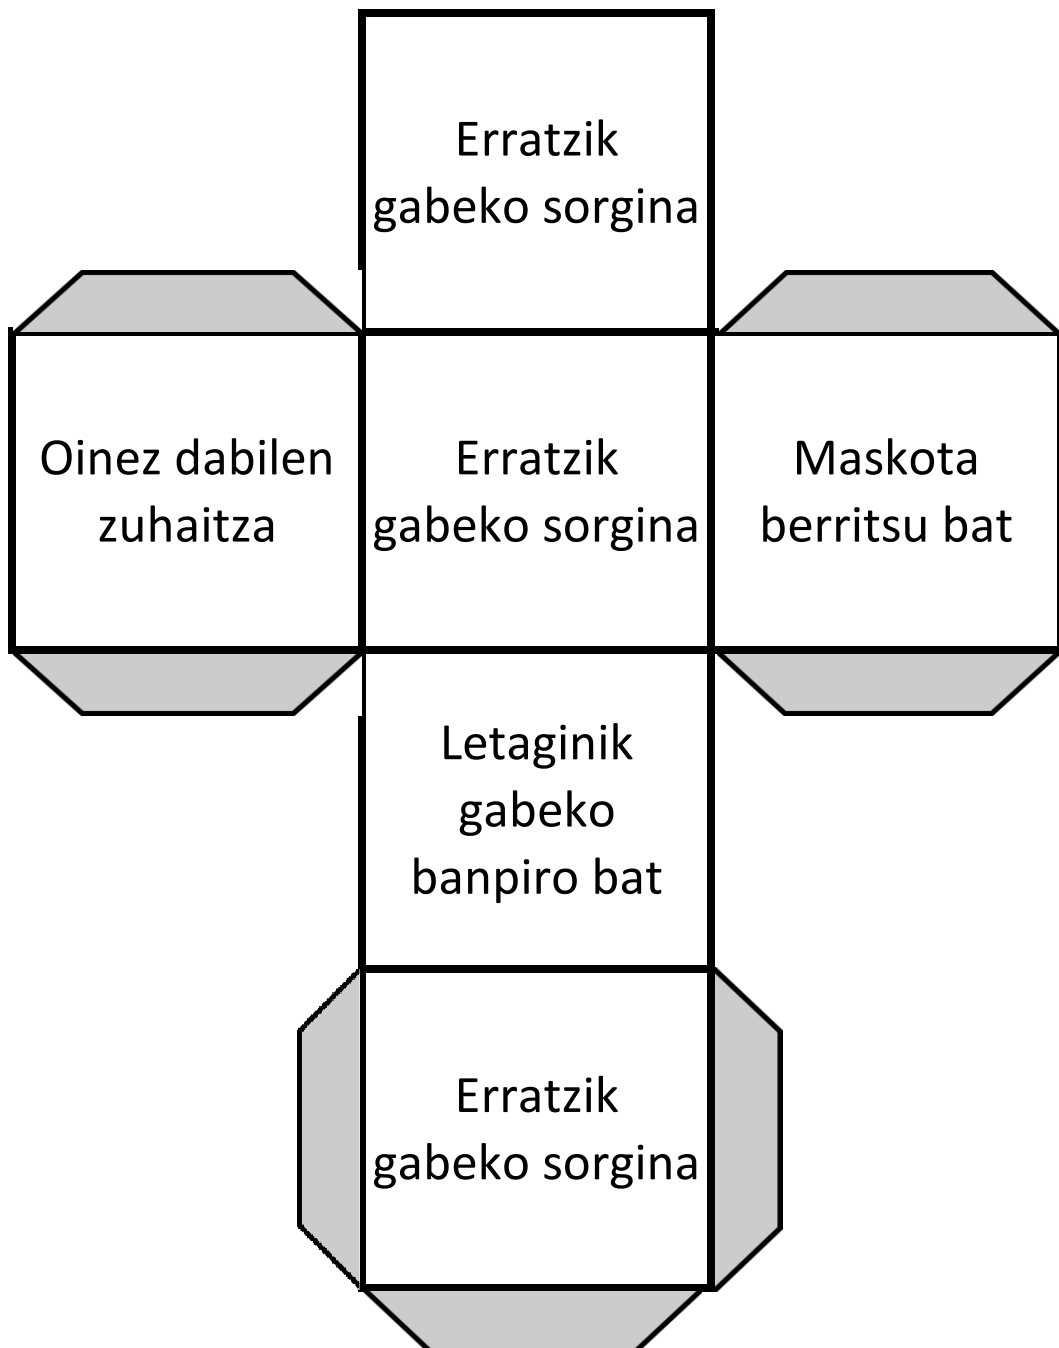 Erratzik
gabeko sorgina
Oinez dabilen
zuhaitza
Erratzik
gabeko sorgina
Maskota
berritsu bat
Letaginik
gabeko
banpiro bat
Erratzik
gabeko sorgina